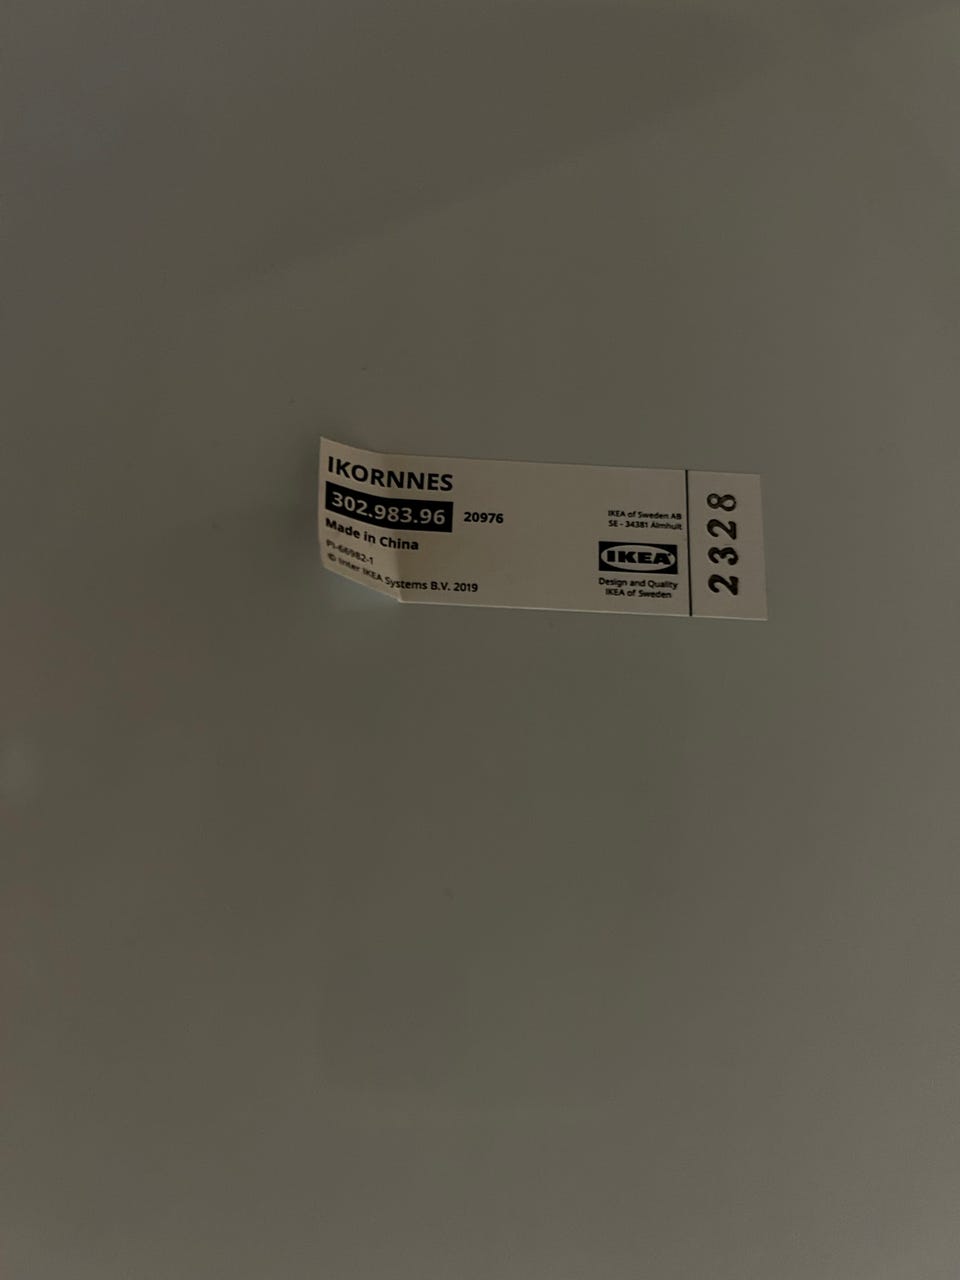 IKORNNES
302.983.96 20976
Made in China
PI-66982-1
© Inter IKEA Systems B.V. 2019
IKEA of Sweden AB
SE - 34381 Älmhult
IKEA
Design and Quality
IKEA of Sweden
2328